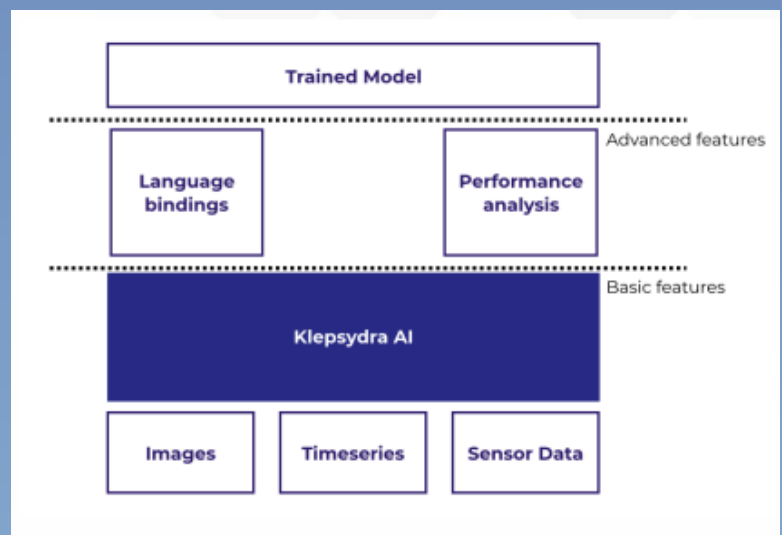 Trained Model
Advanced features
Language
bindings
Performance
analysis
Basic features
Klepsydra AI
Images
Timeseries
Sensor Data